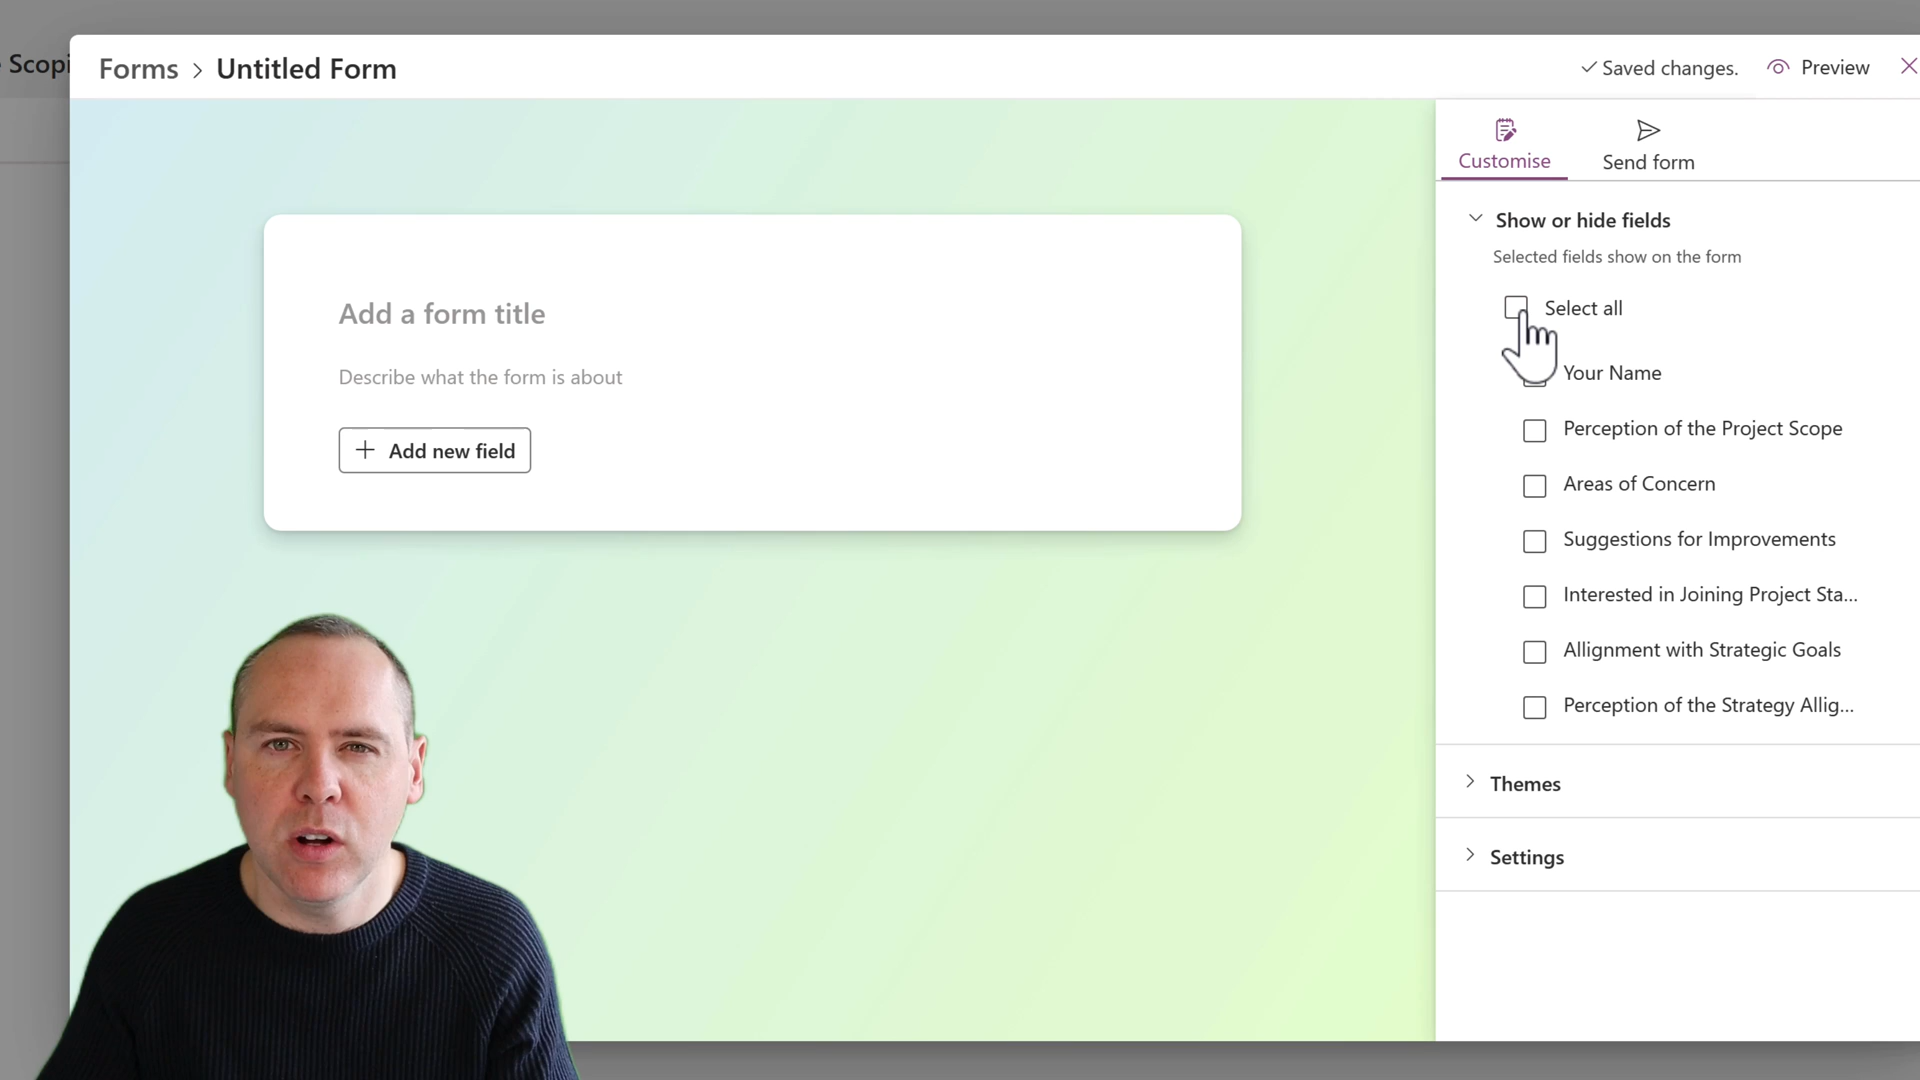 Scopi
Forms > Untitled Form
Saved changes.
Preview
Customise
Send form
Show or hide fields
Selected fields show on the form
Select all
Your Name
Perception of the Project Scope
Areas of Concern
Suggestions for Improvements
Interested in Joining Project Sta...
Allignment with Strategic Goals
Perception of the Strategy Allig...
Themes
Settings
Add a form title
Describe what the form is about
+ Add new field